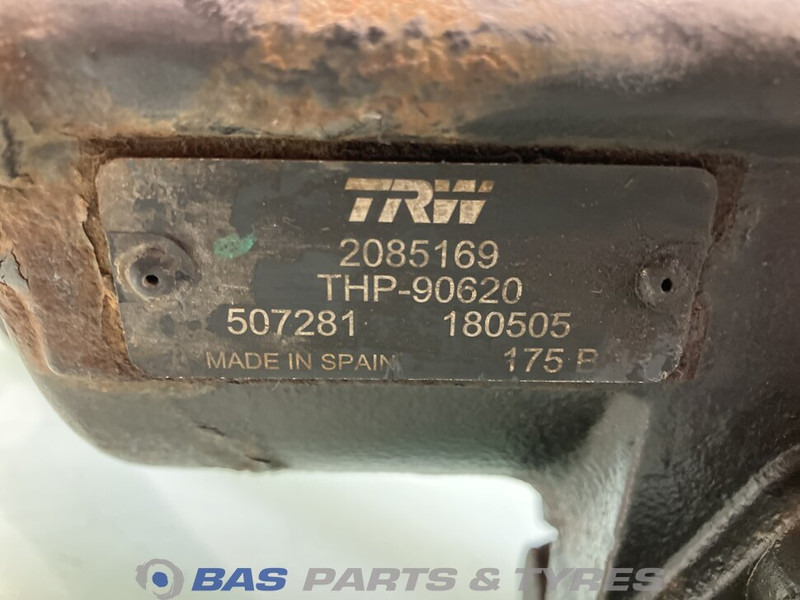 TRW
2085169
THP-90620
507281 180505
MADE IN SPAIN 175 B
BAS PARTS & TYRES